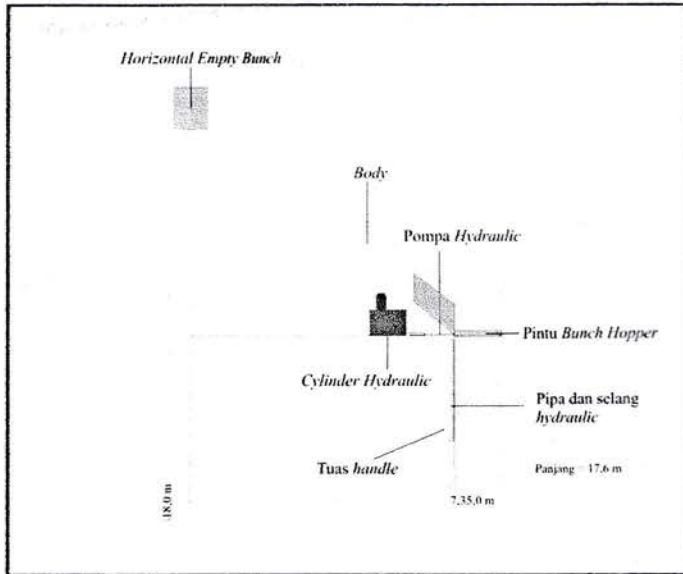 Horizontal Empty Bunch
Body
Pompa Hydraulic
Pintu Bunch Hopper
Cylinder Hydraulic
Pipa dan selang
hydraulic
Tuas handle
Panjang = 17,6 m
18,0 m
7,35,0 m